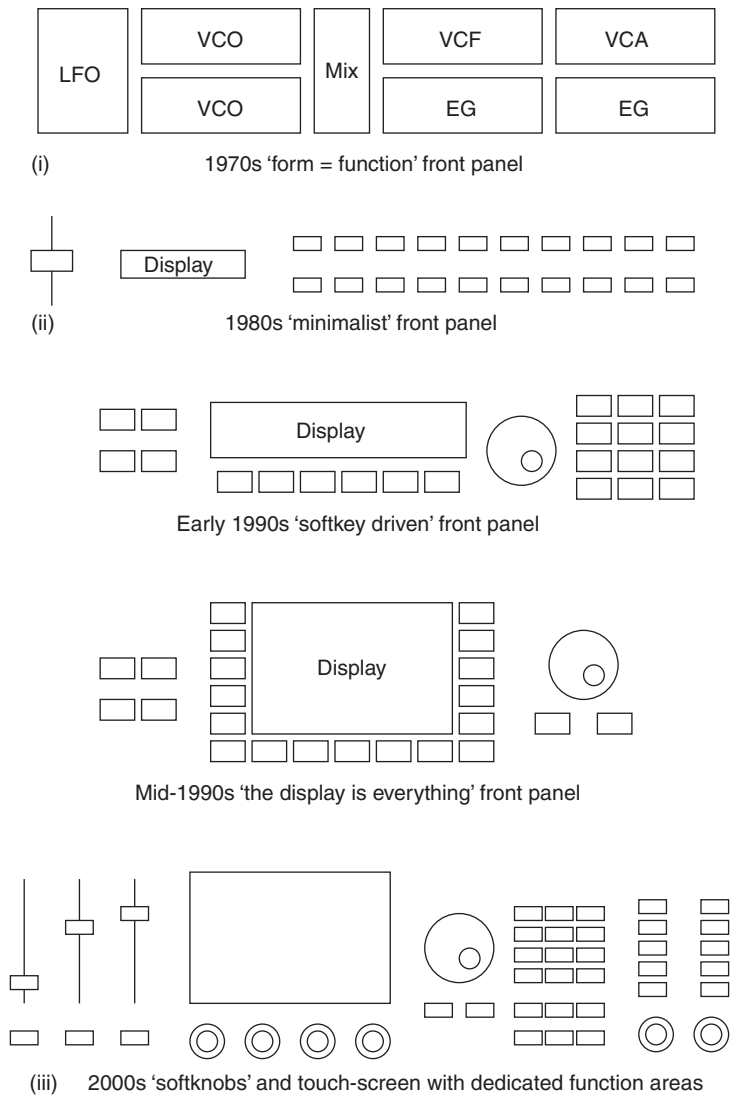 LFO
VCO
Mix
VCF
VCA
VCO
EG
EG
(i) 1970s ‘form = function’ front panel
Display
(ii) 1980s ‘minimalist’ front panel
Display
Early 1990s ‘softkey driven’ front panel
Display
Mid-1990s ‘the display is everything’ front panel
(iii) 2000s ‘softknobs’ and touch-screen with dedicated function areas